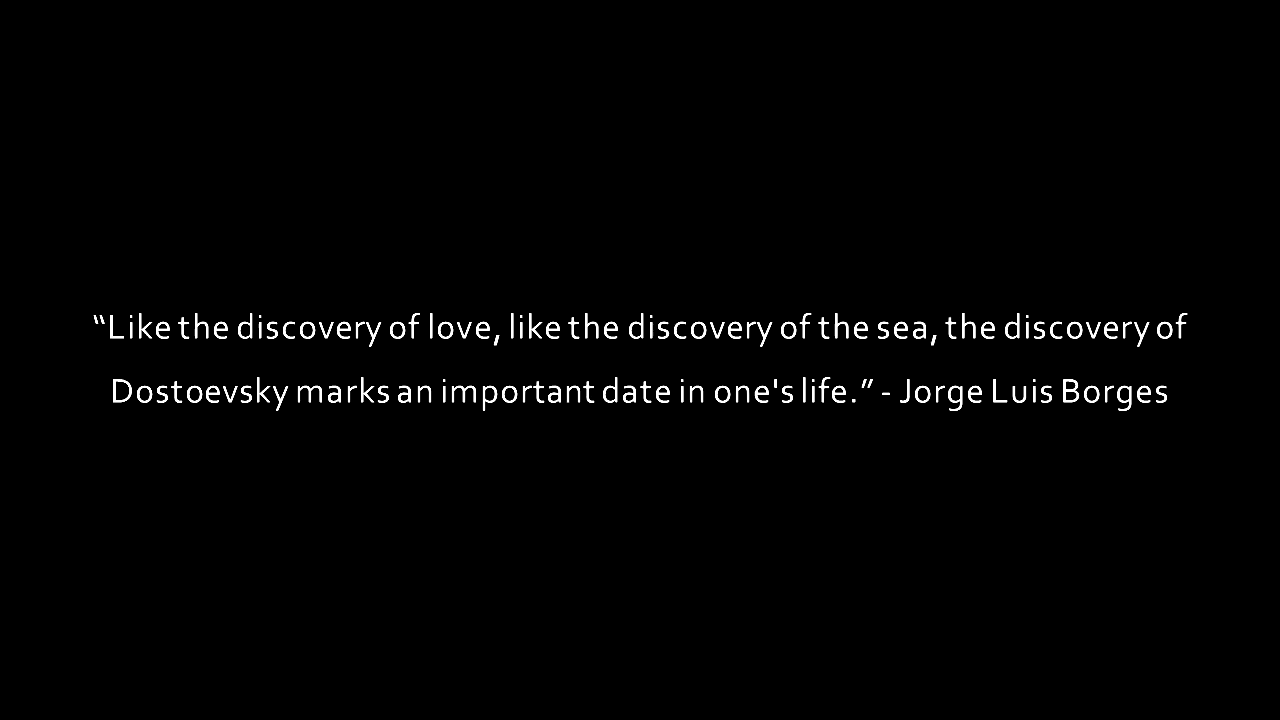 “Like the discovery of love, like the discovery of the sea, the discovery of
Dostoevsky marks an important date in one's life.” - Jorge Luis Borges